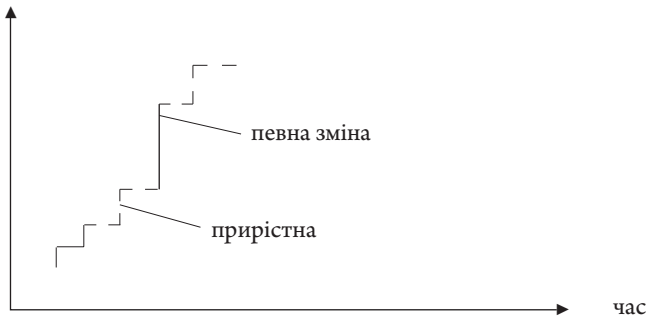 певна зміна
прирістна
час